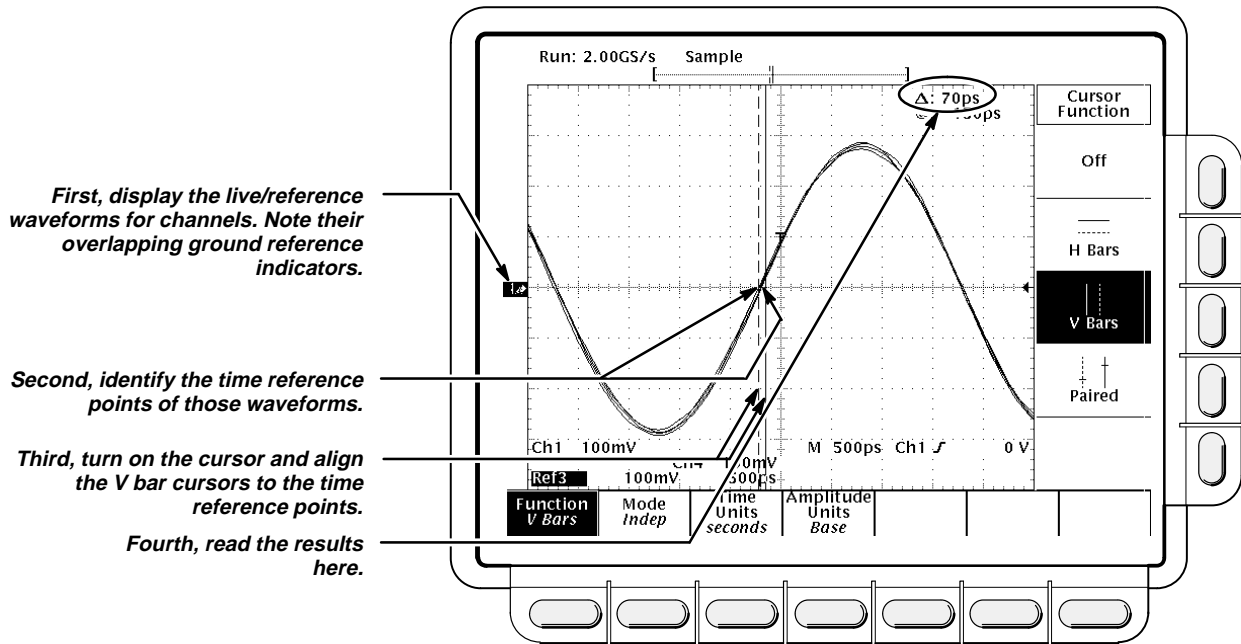 Run: 2.00GS/s Sample
Δ: 70ps
Cursor
Function
Off
First, display the live/reference
waveforms for channels. Note their
overlapping ground reference
indicators.
H Bars
V Bars
Second, identify the time reference
points of those waveforms.
Paired
Third, turn on the cursor and align
the V bar cursors to the time
reference points.
Ch1 100mV M 500ps Ch1 0 V
Ref3 100mV 500ps
Function
V Bars
Mode
Indep
Time
Units
seconds
Amplitude
Units
Base
Fourth, read the results
here.